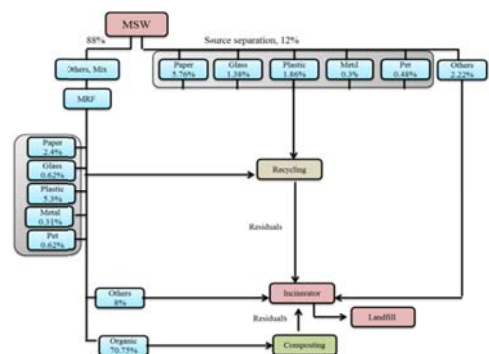 MSW
88%
Source separation, 12%
Others, Mix
Paper
5.76%
Glass
1.38%
Plastic
1.86%
Metal
0.3%
Pet
0.48%
Others
2.22%
MRF
Paper
2.4%
Glass
0.62%
Plastic
5.3%
Metal
0.31%
Pet
0.62%
Recycling
Residuals
Others
8%
Incinerator
Residuals
Landfill
Organic
70.75%
Composting